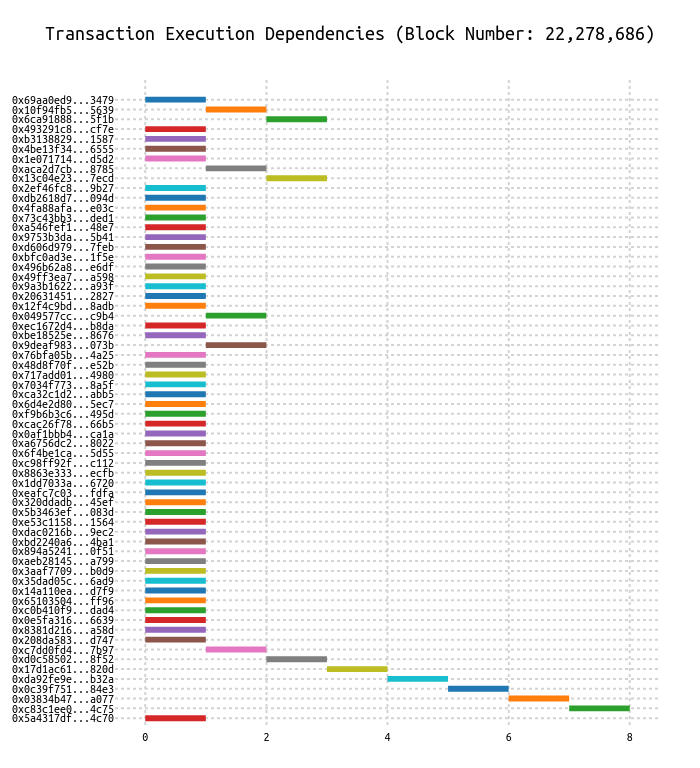 Transaction Execution Dependencies (Block Number: 22,278,686)
0x69aa0ed9...3479
0x10f94fb5...5639
0x6ca91888...5f1b
0x493291c8...cf7e
0xb3138829...1587
0x4be13f34...6555
0x1e071714...d5d2
0xaca2d7cb...8785
0x13c04e23...7ecd
0x2ef46fc8...9b27
0xdb2618d7...094d
0x4fa88afa...e03c
0x73c43bb3...ded1
0xa546fef1...48e7
0x9753b3da...5b41
0xd606d979...7feb
0xbfc0ad3e...1f5e
0x496b62a8...e6df
0x49ff3ea7...a598
0x9a3b1622...a93f
0x20631451...2827
0x12f4c9bd...8adb
0x049577cc...c9b4
0xec1672d4...b8da
0xbe18525e...8676
0x9deaf983...073b
0x76bfa05b...4a25
0x48d8f70f...e52b
0x717add01...4980
0x7034f773...8a5f
0xca32c1d2...abb5
0x6d4e2d80...5ec7
0xf9b6b3c6...495d
0xcac26f78...66b5
0x0af1bbb4...ca1a
0xa6756dc2...8022
0x6f4be1ca...5d55
0xc98ff92f...c112
0x8863e333...ecfb
0x1dd7033a...6720
0xeafc7c03...fdfa
0x320ddadb...45ef
0x5b3463ef...083d
0xe53c1158...1564
0xdac0216b...9ec2
0xbd2240a6...4ba1
0x894a5241...0f51
0xaeb28145...a799
0x3aaf7709...b0d9
0x35dad05c...6ad9
0x14a110ea...d7f9
0x65103504...ff96
0xc0b410f9...dad4
0x0e5fa316...6639
0x8381d216...a58d
0x208da583...d747
0xc7dd0fd4...7b97
0xd0c58502...8f52
0x17d1ac61...820d
0xda92fe9e...b32a
0x0c39f751...84e3
0x03834b47...a077
0xc83c1ee0...4c75
0x5a4317df...4c70
0 2 4 6 8